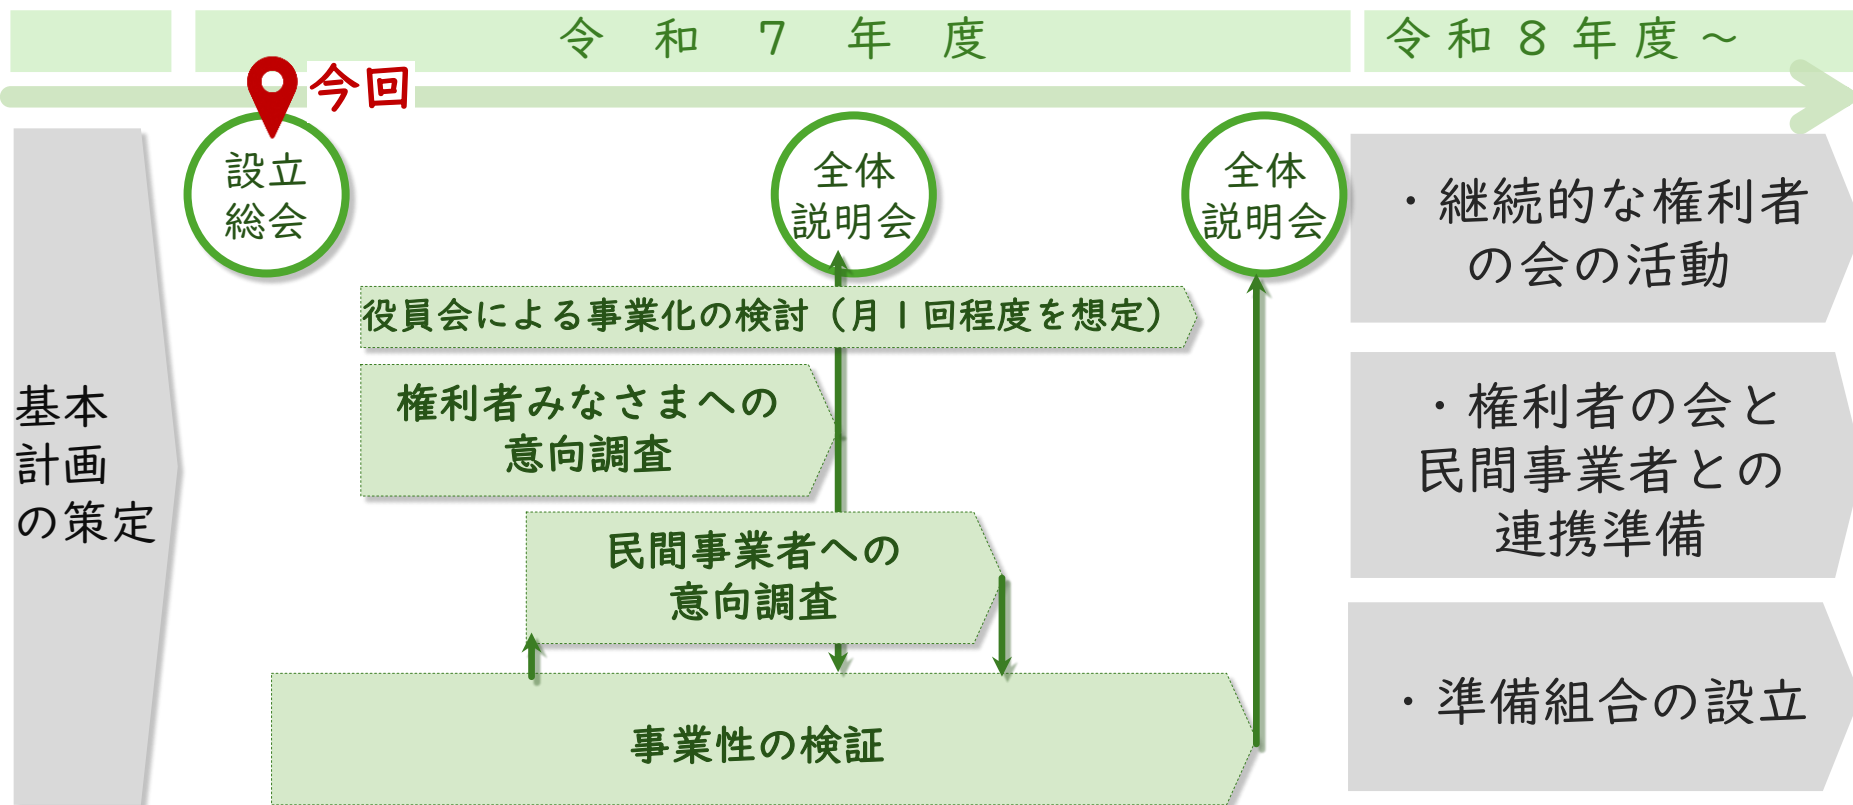 令和7年度
令和8年度～
今回
設立
総会
全体
説明会
全体
説明会
基本
計画
の策定
役員会による事業化の検討（月1回程度を想定）
権利者みなさまへの
意向調査
民間事業者への
意向調査
事業性の検証
・継続的な権利者
の会の活動
・権利者の会と
民間事業者との
連携準備
・準備組合の設立